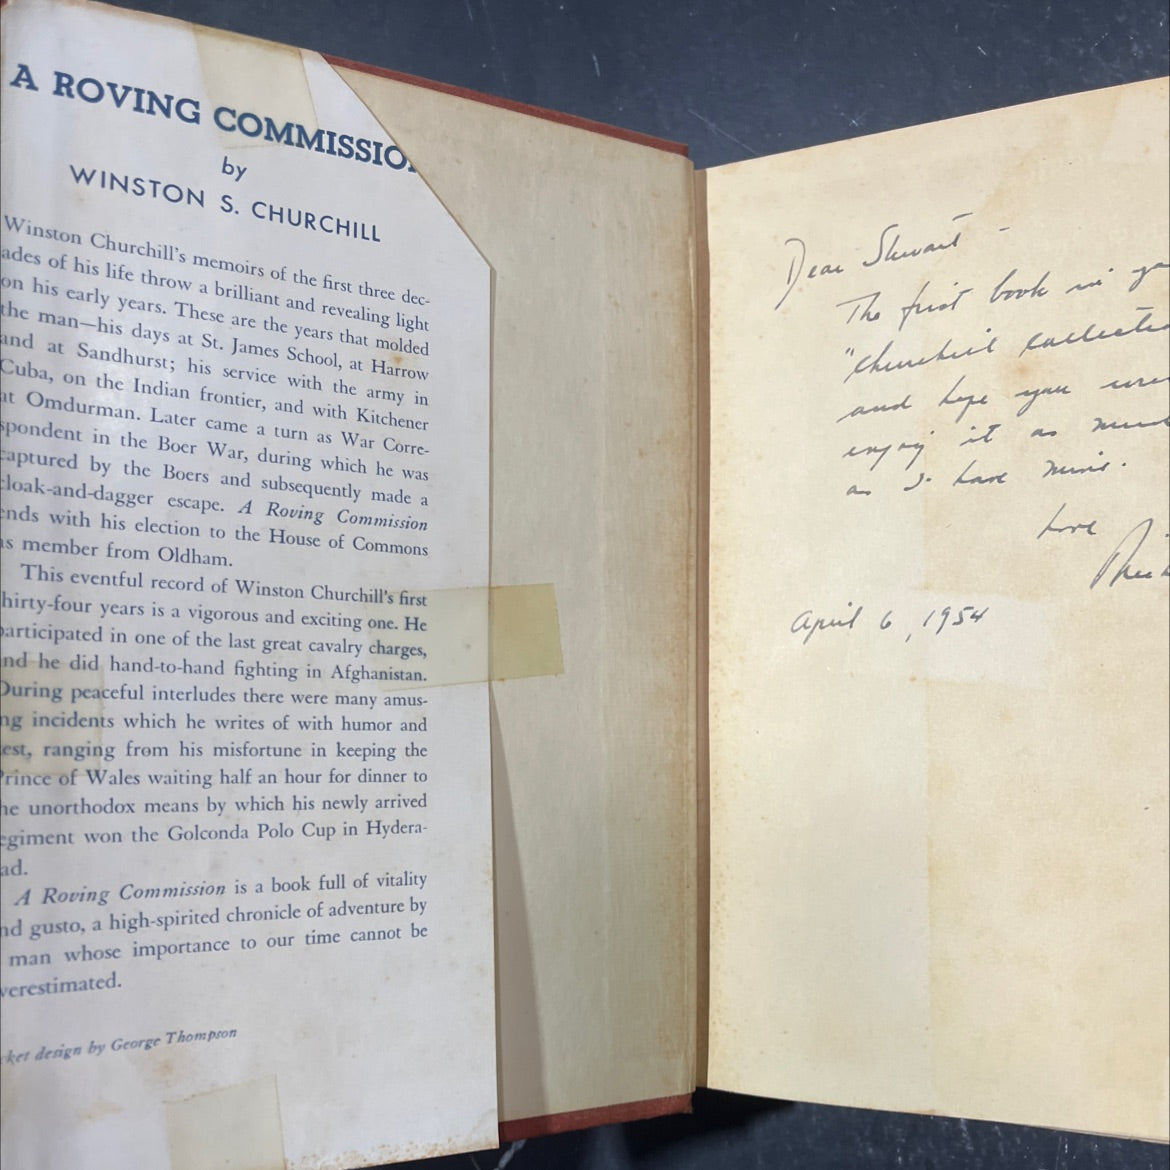 A ROVING COMMISSION
by
WINSTON S. CHURCHILL
Winston Churchill's memoirs of the first three dec-
ades of his life throw a brilliant and revealing light
on his early years. These are the years that molded
the man—his days at St. James School, at Harrow
and at Sandhurst; his service with the army in
Cuba, on the Indian frontier, and with Kitchener
at Omdurman. Later came a turn as War Corre-
spondent in the Boer War, during which he was
captured by the Boers and subsequently made a
cloak-and-dagger escape. A Roving Commission
ends with his election to the House of Commons
as member from Oldham.
This eventful record of Winston Churchill's first
hirty-four years is a vigorous and exciting one. He
participated in one of the last great cavalry charges,
nd he did hand-to-hand fighting in Afghanistan.
During peaceful interludes there were many amus-
ng incidents which he writes of with humor and
est, ranging from his misfortune in keeping the
Prince of Wales waiting half an hour for dinner to
he unorthodox means by which his newly arrived
egiment won the Golconda Polo Cup in Hydera-
ad.
A Roving Commission is a book full of vitality
nd gusto, a high-spirited chronicle of adventure by
man whose importance to our time cannot be
verestimated.
cket design by George Thompson
Dear Stewart -
The first book in yo
"Churchill collectio
and hope you
enjoy it as much
as I have mine.
Love
April 6, 1954